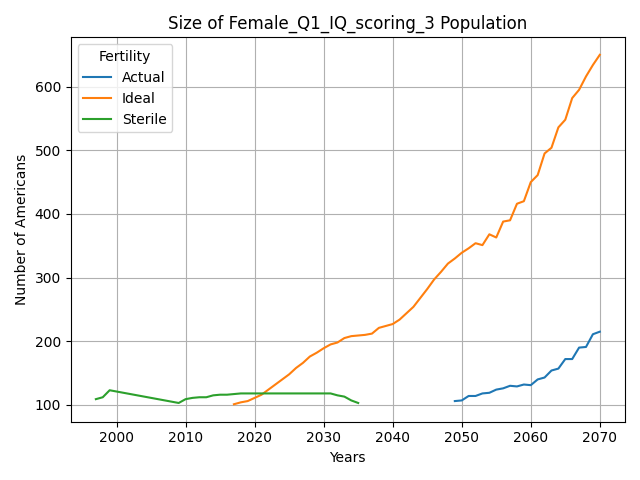 Size of Female_Q1_IQ_scoring_3 Population
Fertility
Actual
Ideal
Sterile
Number of Americans
600
500
400
300
200
100
2000
2010
2020
2030
2040
2050
2060
2070
Years